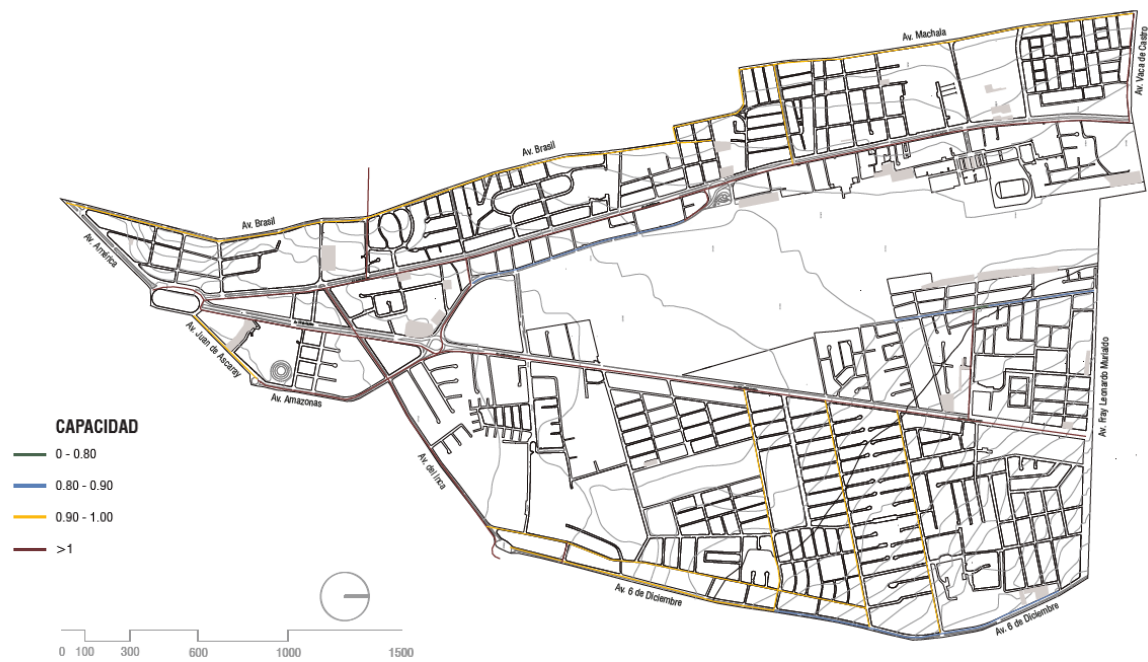 Av. Machala
Av. Vaca de Castro
Av. Brasil
Av. Brasil
Av. América
Av. Juan de Ascaray
Av. Amazonas
Av. del Inca
Av. Fray Leonardo Murialdo
Av. 6 de Diciembre
Av. 6 de Diciembre
CAPACIDAD
0 - 0.80
0.80 - 0.90
0.90 - 1.00
>1
0 100 300 600 1000 1500